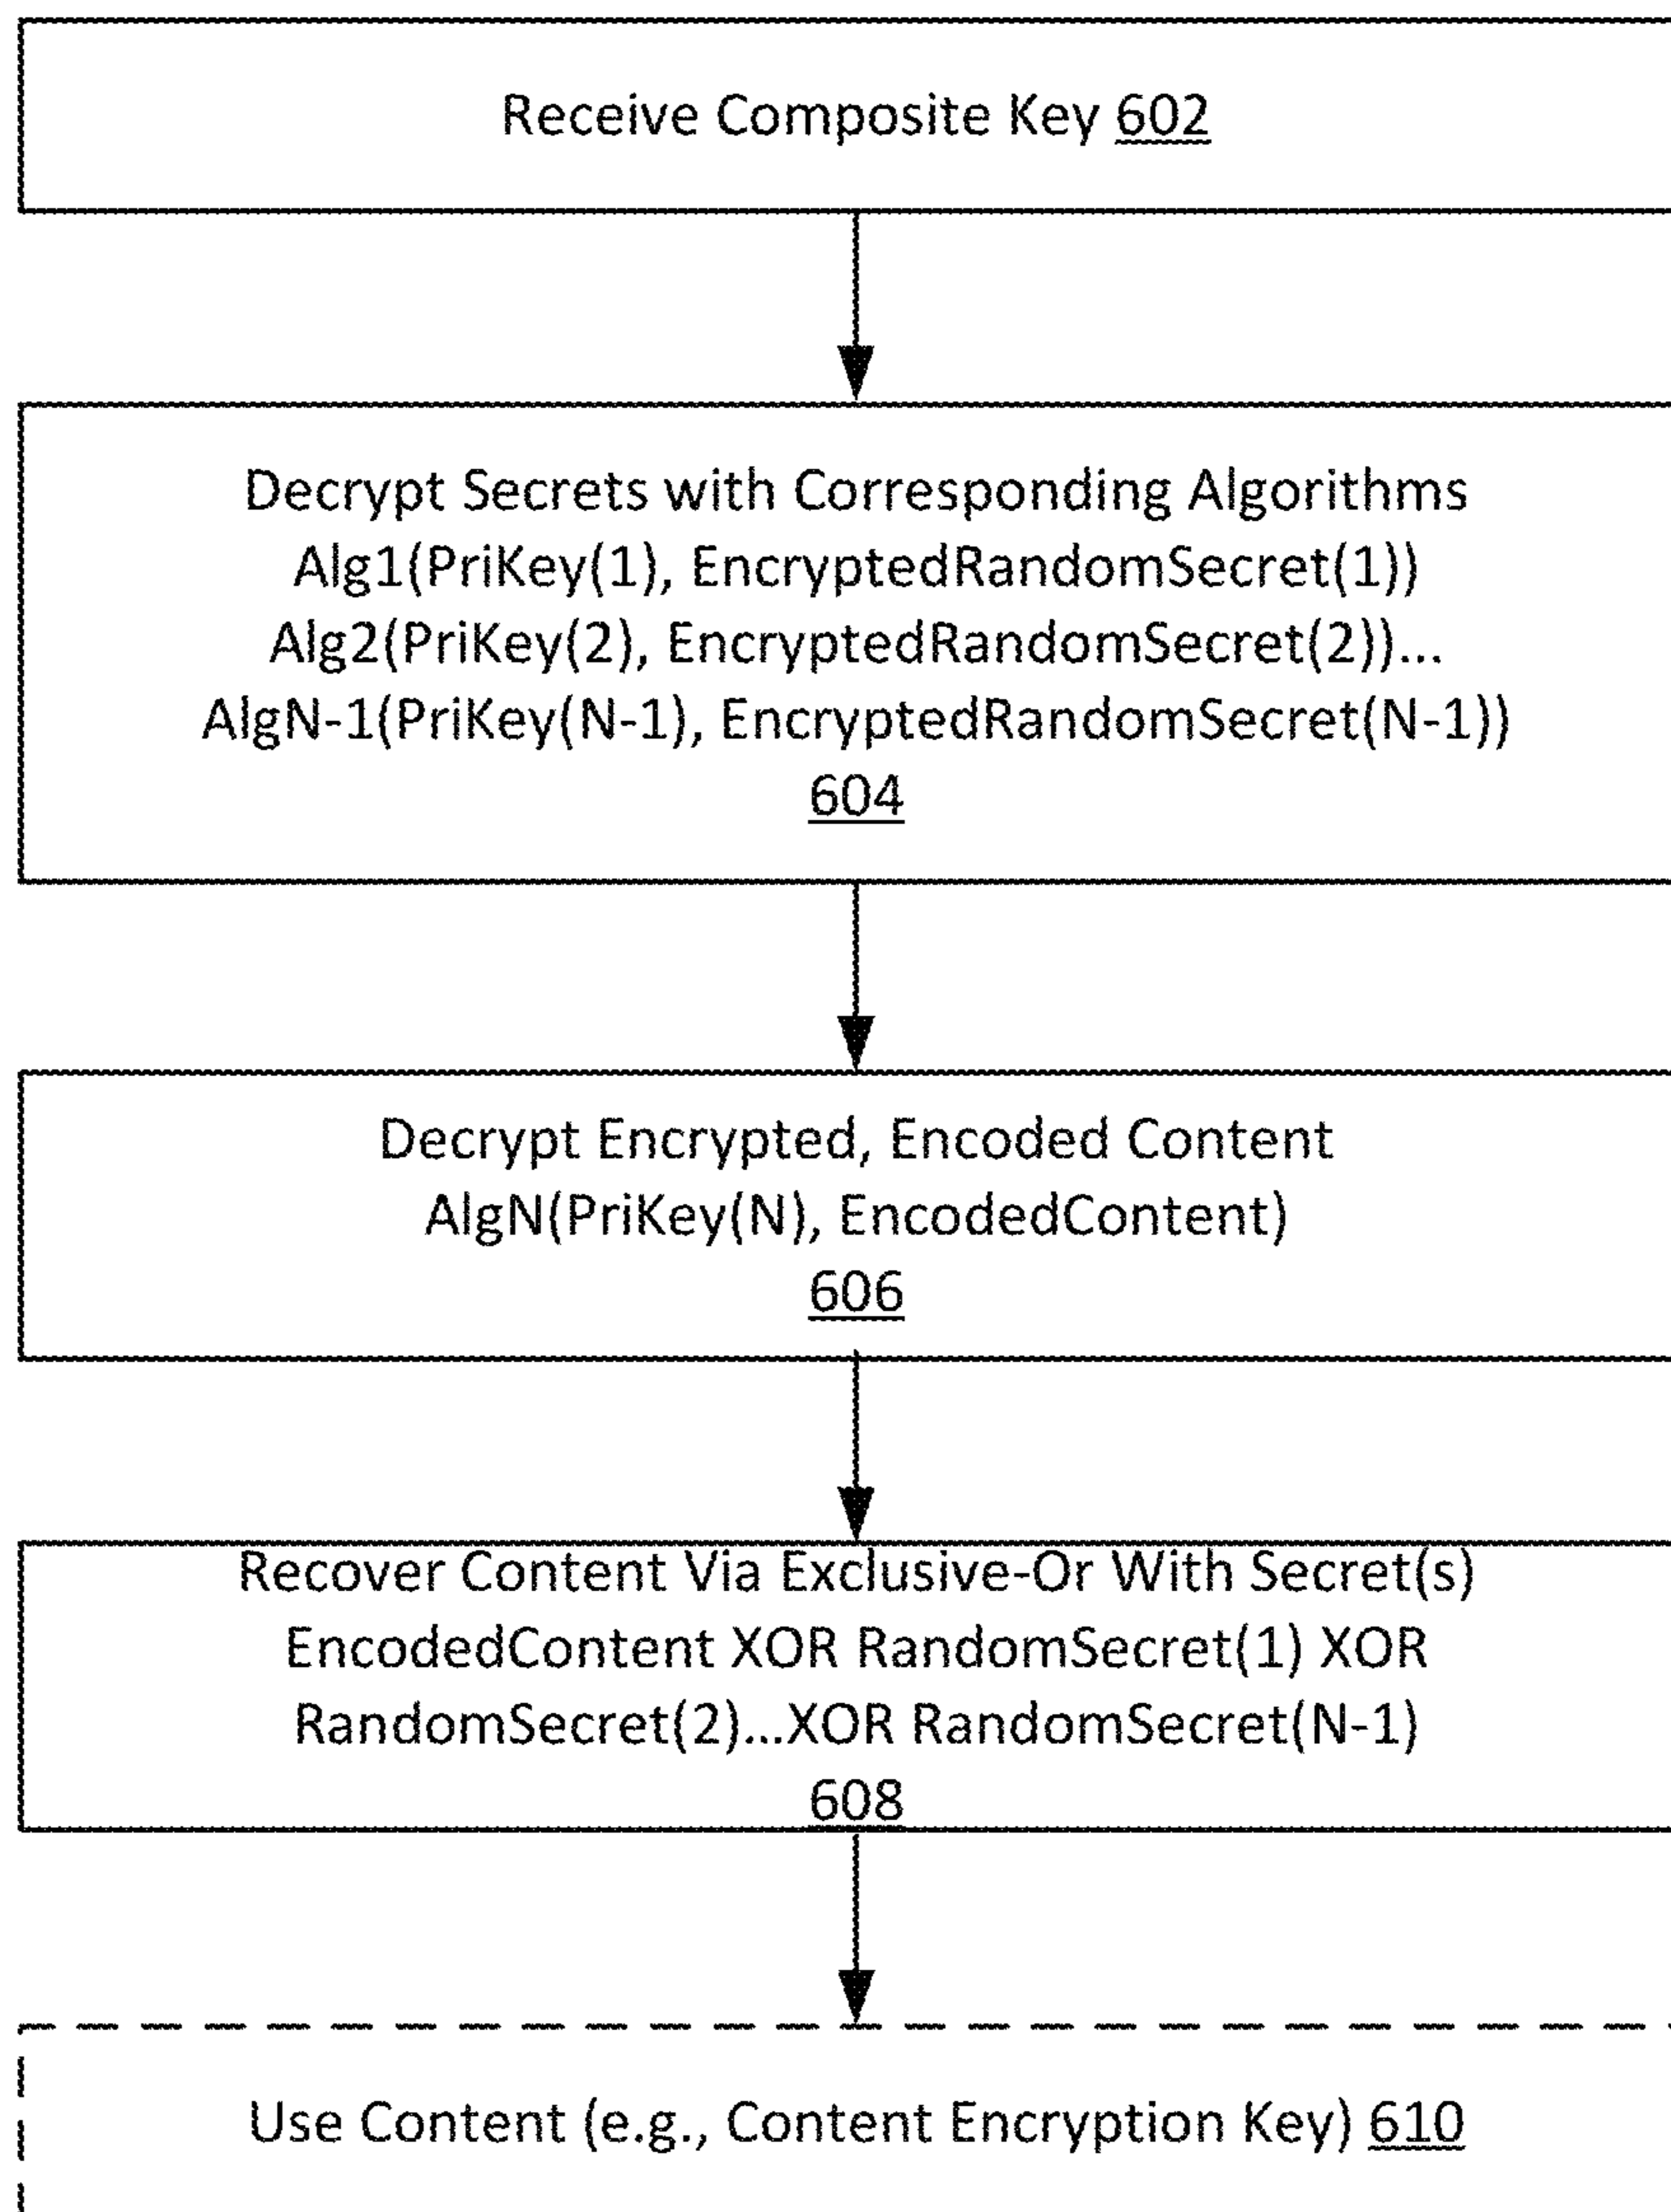 Receive Composite Key 602
Decrypt Secrets with Corresponding Algorithms
Alg1(PriKey(1), EncryptedRandomSecret(1))
Alg2(PriKey(2), EncryptedRandomSecret(2))...
AlgN-1(PriKey(N-1), EncryptedRandomSecret(N-1))
604
Decrypt Encrypted, Encoded Content
AlgN(PriKey(N), EncodedContent)
606
Recover Content Via Exclusive-Or With Secret(s)
EncodedContent XOR RandomSecret(1) XOR
RandomSecret(2)...XOR RandomSecret(N-1)
608
Use Content (e.g., Content Encryption Key) 610